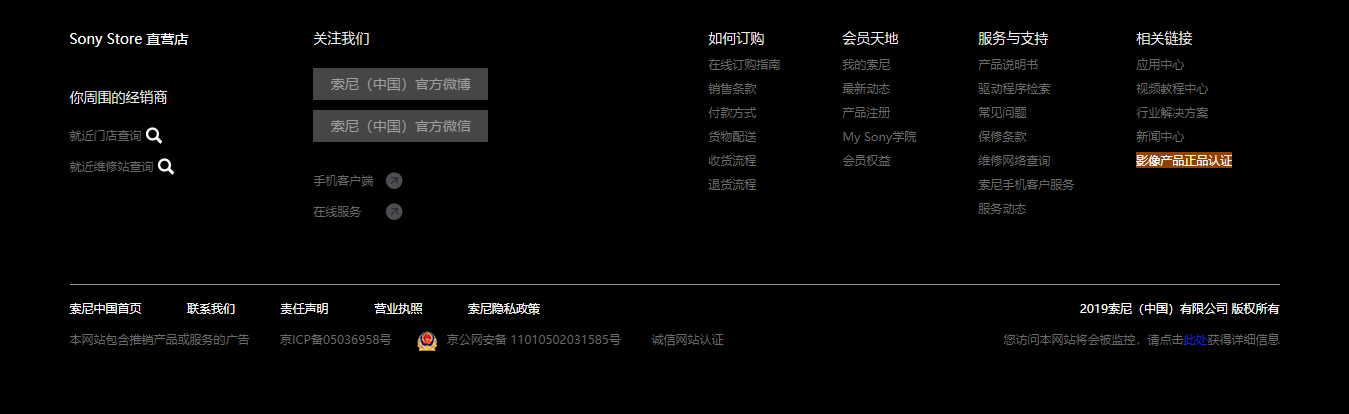 Sony Store 直营店
你周围的经销商
就近门店查询
就近维修站查询
关注我们
索尼（中国）官方微博
索尼（中国）官方微信
手机客户端
在线服务
如何订购
在线订购指南
销售条款
付款方式
货物配送
收货流程
退货流程
会员天地
我的索尼
最新动态
产品注册
My Sony学院
会员权益
服务与支持
产品说明书
驱动程序检索
常见问题
保修条款
维修网络查询
索尼手机客户服务
服务动态
相关链接
应用中心
视频教程中心
行业解决方案
新闻中心
影像产品正品认证
索尼中国首页 联系我们 责任声明 营业执照 索尼隐私政策 2019索尼（中国）有限公司 版权所有
本网站包含推销产品或服务的广告 京ICP备05036958号 京公网安备 11010502031585号 诚信网站认证 您访问本网站将会被监控，请点击此处获得详细信息